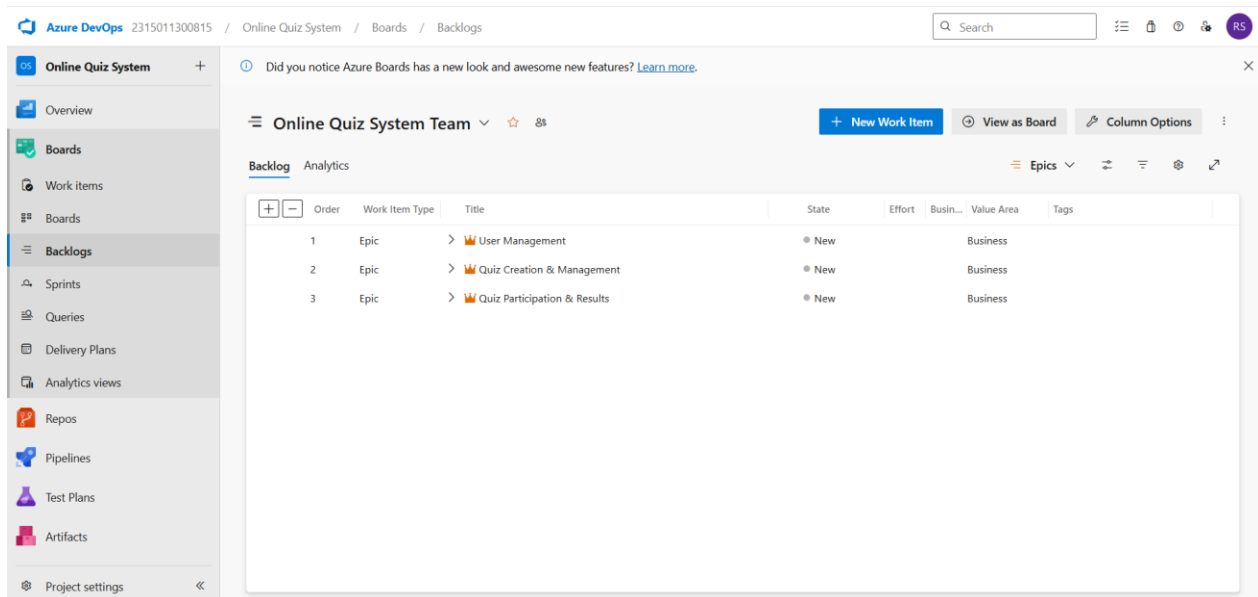 Azure DevOps 2315011300815 / Online Quiz System / Boards / Backlogs Search RS
OS Online Quiz System +
Did you notice Azure Boards has a new look and awesome new features? Learn more.
Overview
Boards
Work items
Boards
Backlogs
Sprints
Queries
Delivery Plans
Analytics views
Repos
Pipelines
Test Plans
Artifacts
Project settings
Online Quiz System Team
+ New Work Item View as Board Column Options
Backlog Analytics Epics
Order Work Item Type Title State Effort Busin... Value Area Tags
1 Epic User Management New Business
2 Epic Quiz Creation & Management New Business
3 Epic Quiz Participation & Results New Business